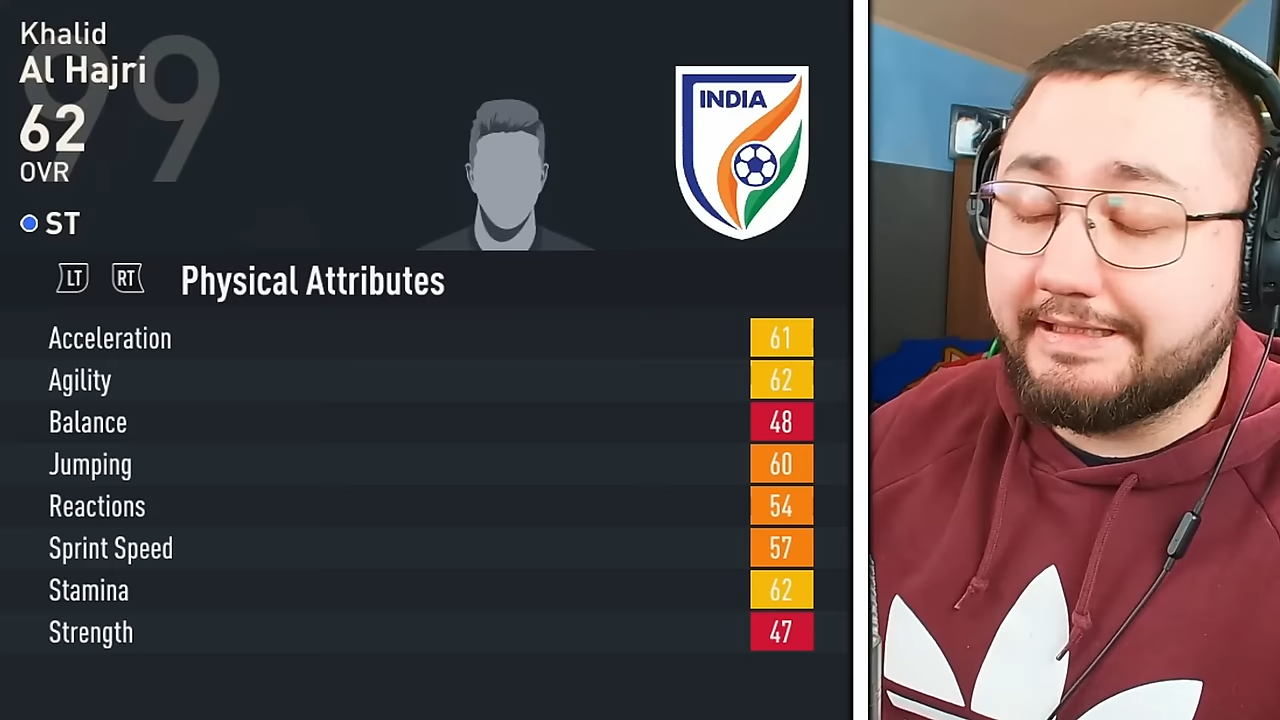 Khalid
Al Hajri
99
62
OVR
ST
INDIA
LT RT Physical Attributes
Acceleration 61
Agility 62
Balance 48
Jumping 60
Reactions 54
Sprint Speed 57
Stamina 62
Strength 47